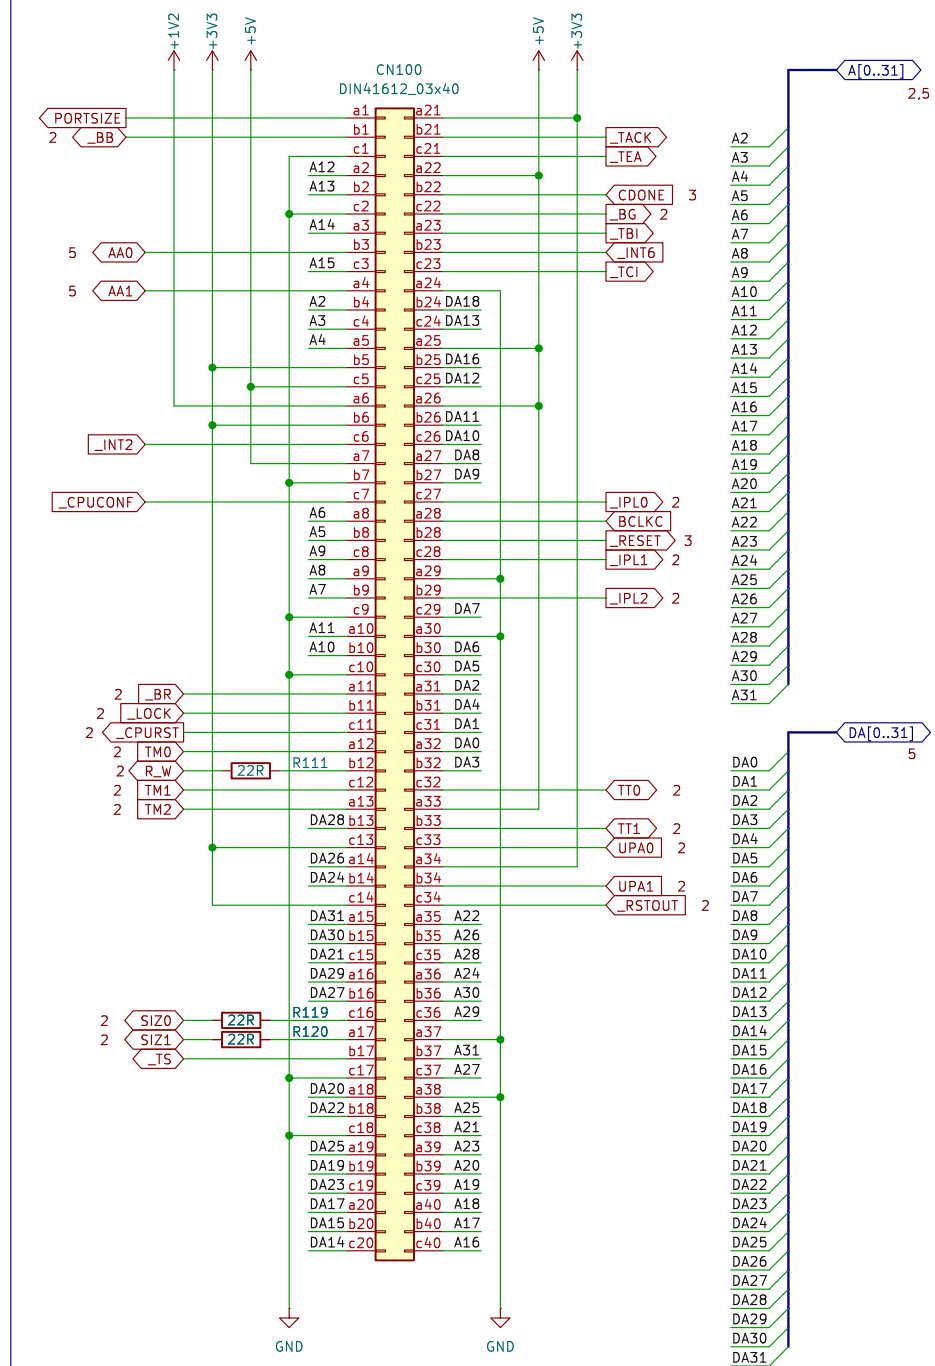 +1V2 +3V3 +5V +5V +3V3
CN100
DIN41612_03x40
A[0..31]
2,5
PORTSIZE a1 a21
2 _BB b1 b21 _TACK
c1 c21 _TEA
A12 a2 a22
A13 b2 b22 CDONE 3
c2 c22 _BG 2
A14 a3 a23 _TBI
5 AA0 b3 b23 _INT6
A15 c3 c23 _TCI
5 AA1 a4 a24
A2 b4 b24 DA18
A3 c4 c24 DA13
A4 a5 a25
b5 b25 DA16
c5 c25 DA12
a6 a26
b6 b26 DA11
_INT2 c6 c26 DA10
a7 a27 DA8
b7 b27 DA9
_CPUCONF c7 c27 _IPL0 2
A6 a8 a28 BCLKC
A5 b8 b28 _RESET 3
A9 c8 c28 _IPL1 2
A8 a9 a29
A7 b9 b29 _IPL2 2
c9 c29 DA7
A11 a10 a30
A10 b10 b30 DA6
c10 c30 DA5
2 _BR a11 a31 DA2
2 _LOCK b11 b31 DA4
2 _CPURST c11 c31 DA1
2 TM0 a12 a32 DA0
2 R_W 22R R111 b12 b32 DA3
2 TM1 c12 c32 TT0 2
2 TM2 a13 a33
DA28 b13 b33 TT1 2
c13 c33 UPA0 2
DA26 a14 a34
DA24 b14 b34 UPA1 2
c14 c34 _RSTOUT 2
DA31 a15 a35 A22
DA30 b15 b35 A26
DA21 c15 c35 A28
DA29 a16 a36 A24
DA27 b16 b36 A30
2 SIZ0 22R R119 c16 c36 A29
2 SIZ1 22R R120 a17 a37
_TS b17 b37 A31
c17 c37 A27
DA20 a18 a38
DA22 b18 b38 A25
c18 c38 A21
DA25 a19 a39 A23
DA19 b19 b39 A20
DA23 c19 c39 A19
DA17 a20 a40 A18
DA15 b20 b40 A17
DA14 c20 c40 A16
GND GND
A2
A3
A4
A5
A6
A7
A8
A9
A10
A11
A12
A13
A14
A15
A16
A17
A18
A19
A20
A21
A22
A23
A24
A25
A26
A27
A28
A29
A30
A31
DA[0..31]
5
DA0
DA1
DA2
DA3
DA4
DA5
DA6
DA7
DA8
DA9
DA10
DA11
DA12
DA13
DA14
DA15
DA16
DA17
DA18
DA19
DA20
DA21
DA22
DA23
DA24
DA25
DA26
DA27
DA28
DA29
DA30
DA31